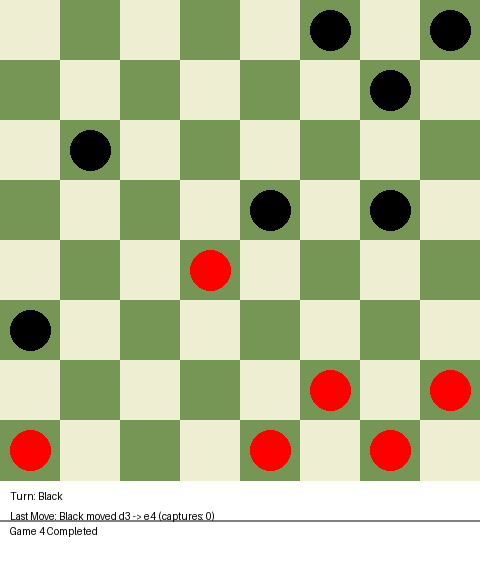 Turn: Black
Last Move: Black moved d3 -> e4 (captures: 0)
Game 4 Completed